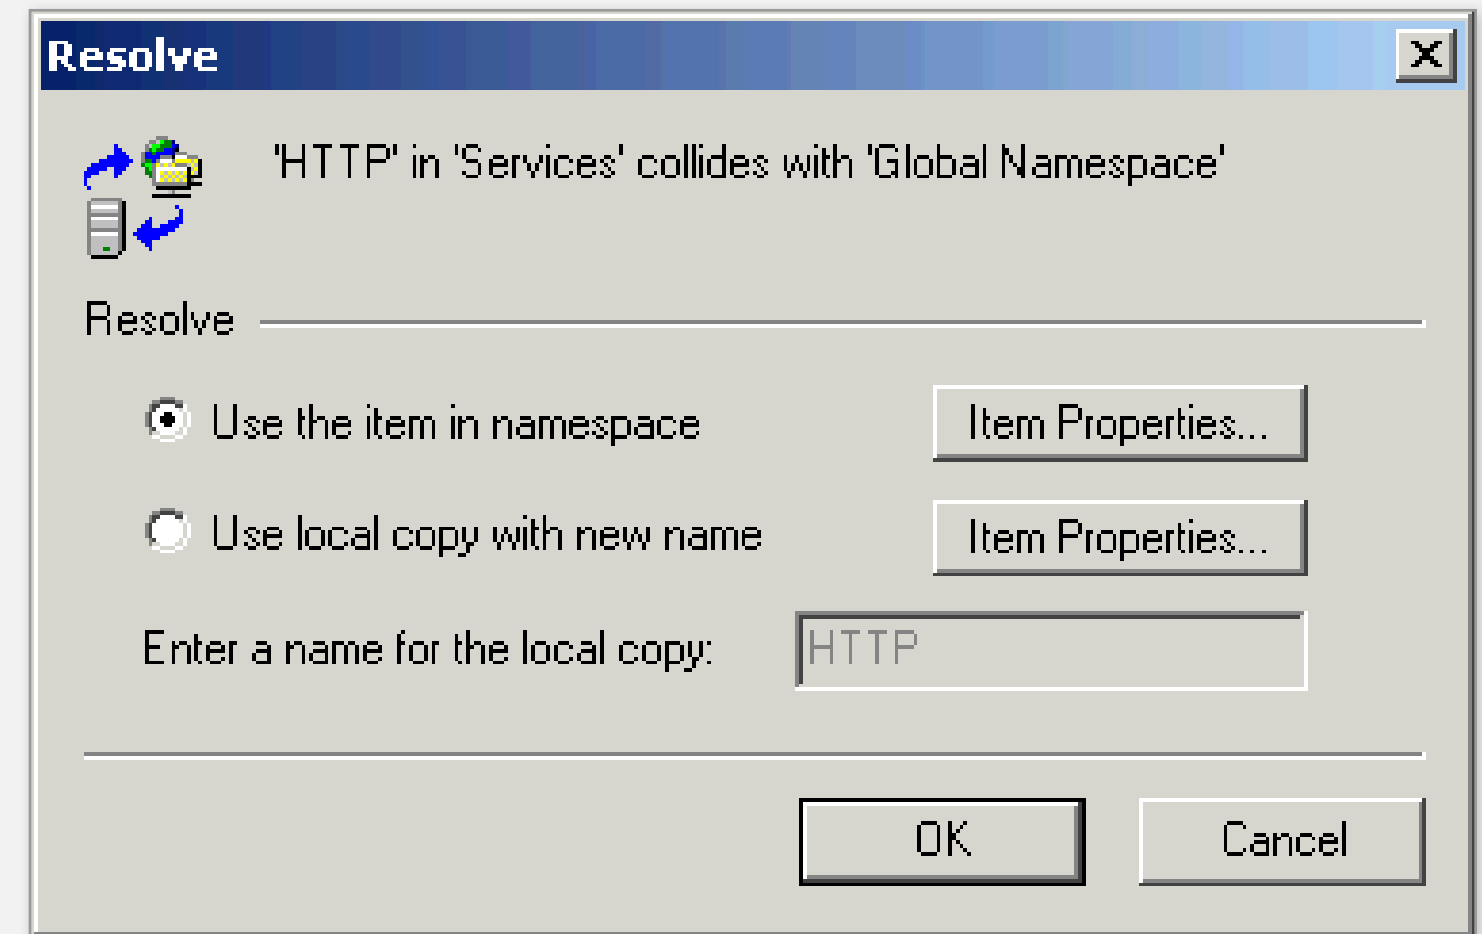 Resolve
'HTTP' in 'Services' collides with 'Global Namespace'
Resolve
Use the item in namespace
Item Properties...
Use local copy with new name
Item Properties...
Enter a name for the local copy:
HTTP
OK
Cancel